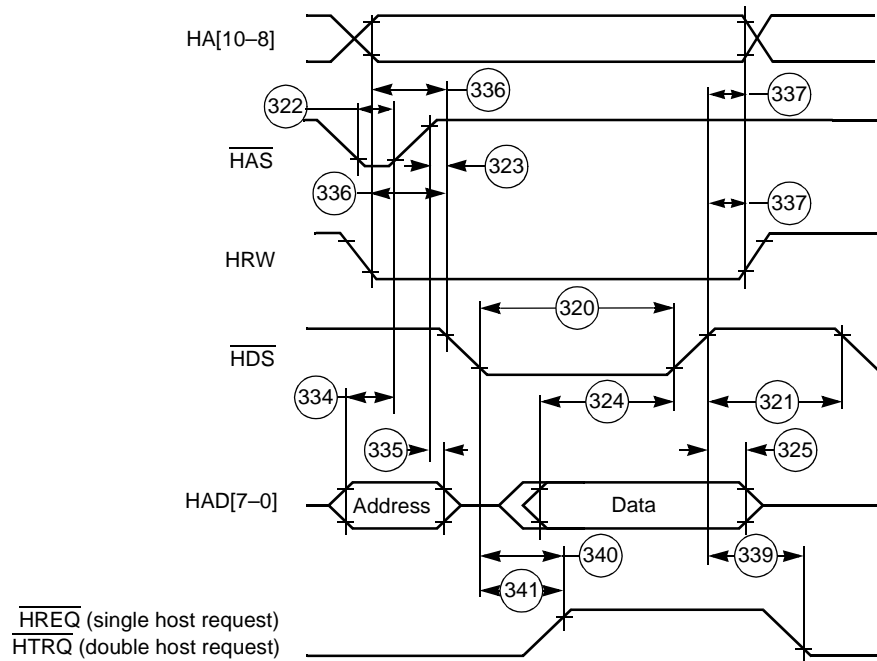 HA[10–8]
336
337
322
HAS
323
336
337
HRW
320
HDS
334
324
321
335
325
HAD[7–0]
Address
Data
340
339
341
HREQ (single host request)
HTRQ (double host request)